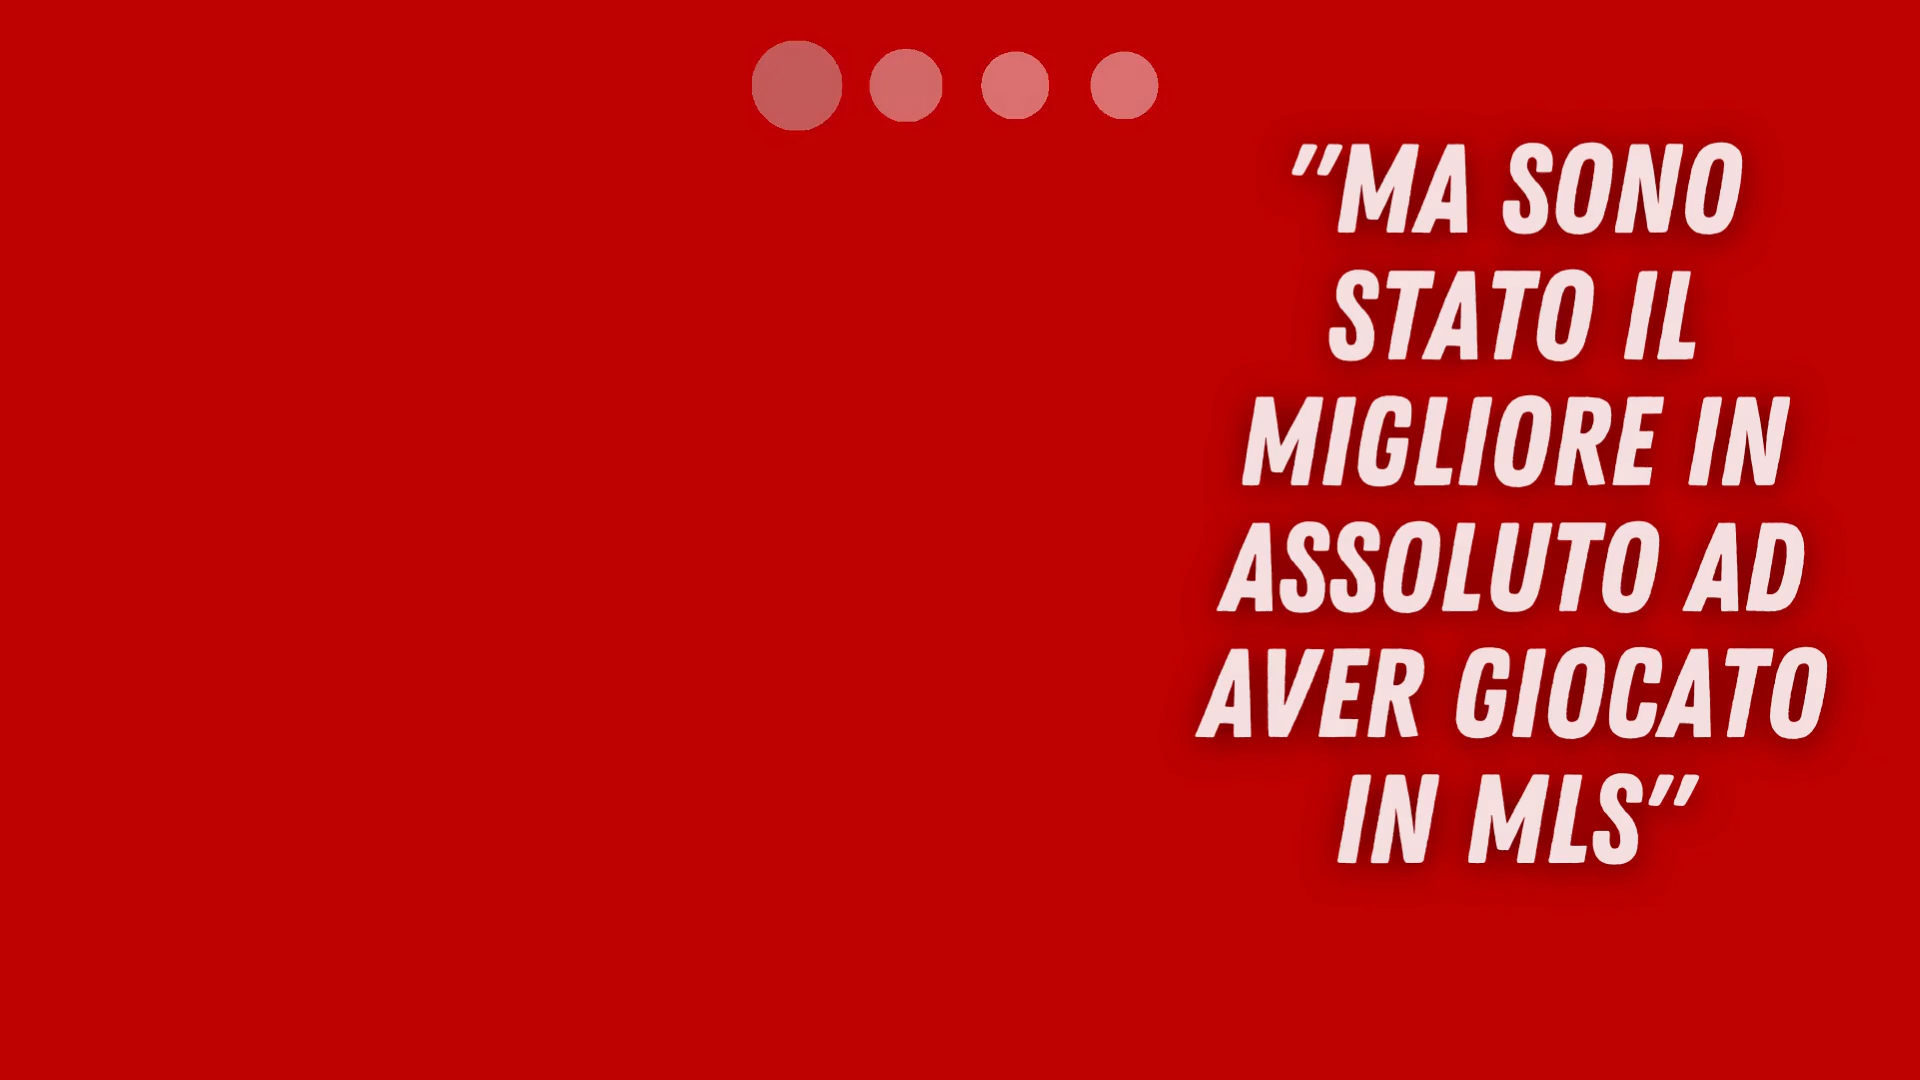 "MA SONO
STATO IL
MIGLIORE IN
ASSOLUTO AD
AVER GIOCATO
IN MLS"